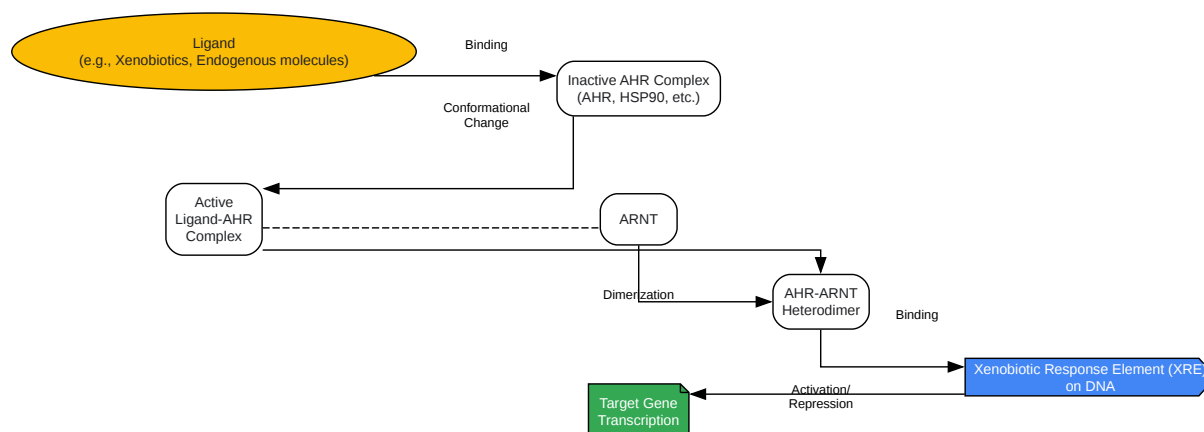 Ligand
(e.g., Xenobiotics, Endogenous molecules)
Binding
Inactive AHR Complex
(AHR, HSP90, etc.)
Conformational
Change
Active
Ligand-AHR
Complex
ARNT
Dimerization
AHR-ARNT
Heterodimer
Binding
Xenobiotic Response Element (XRE)
on DNA
Activation/
Repression
Target Gene
Transcription